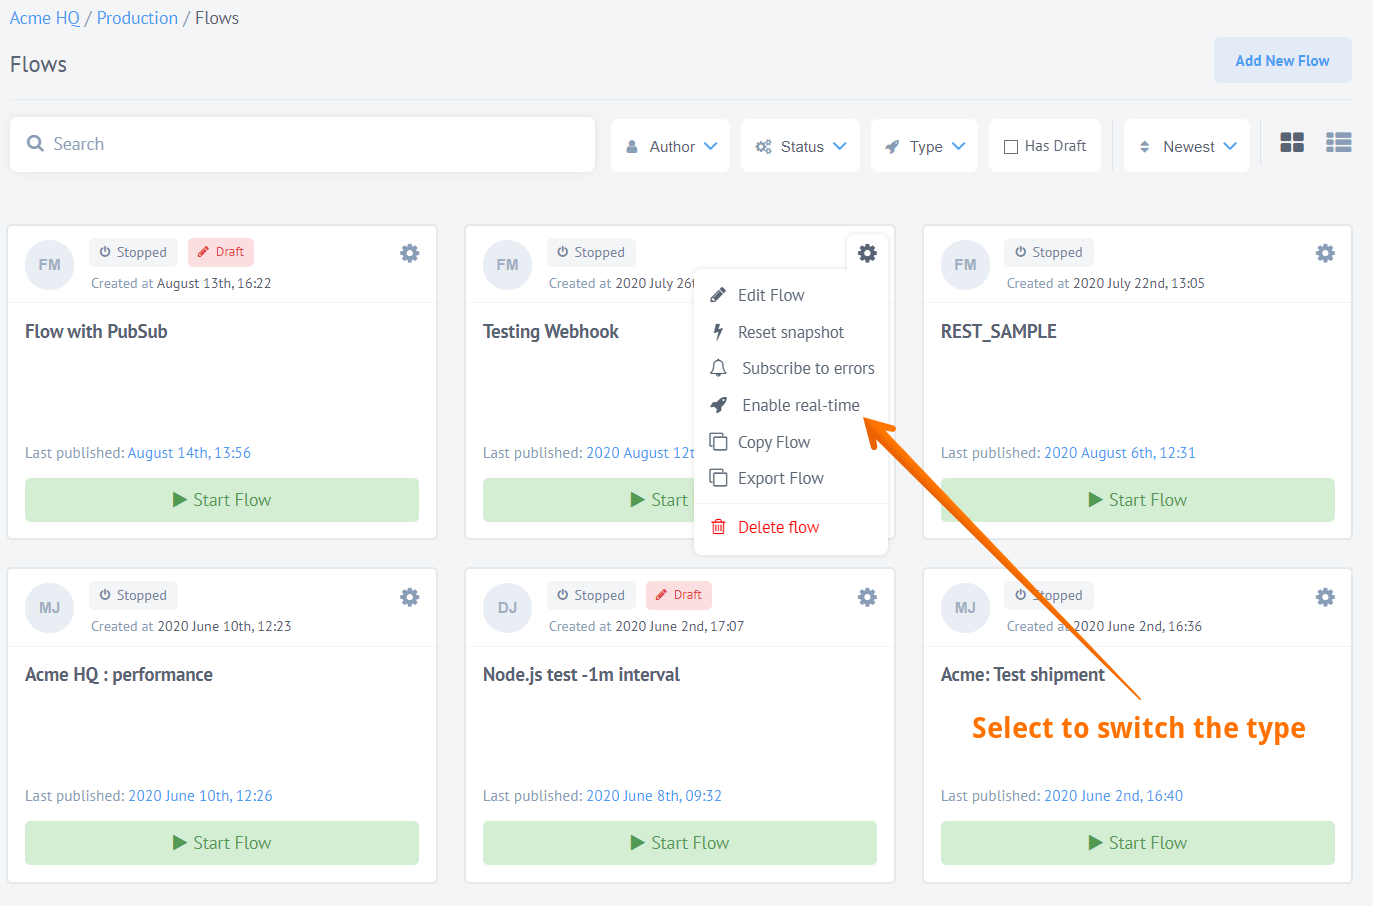 Acme HQ / Production / Flows
Flows
Add New Flow
Search
Author
Status
Type
Has Draft
Newest
FM
Stopped
Draft
Created at August 13th, 16:22
Flow with PubSub
Last published: August 14th, 13:56
Start Flow
FM
Stopped
Created at 2020 July 26t
Testing Webhook
Last published: 2020 August 12t
Start
Edit Flow
Reset snapshot
Subscribe to errors
Enable real-time
Copy Flow
Export Flow
Delete flow
FM
Stopped
Created at 2020 July 22nd, 13:05
REST_SAMPLE
Last published: 2020 August 6th, 12:31
Start Flow
MJ
Stopped
Created at 2020 June 10th, 12:23
Acme HQ : performance
Last published: 2020 June 10th, 12:26
Start Flow
DJ
Stopped
Draft
Created at 2020 June 2nd, 17:07
Node.js test -1m interval
Last published: 2020 June 8th, 09:32
Start Flow
MJ
Stopped
Created at 2020 June 2nd, 16:36
Acme: Test shipment
Select to switch the type
Last published: 2020 June 2nd, 16:40
Start Flow